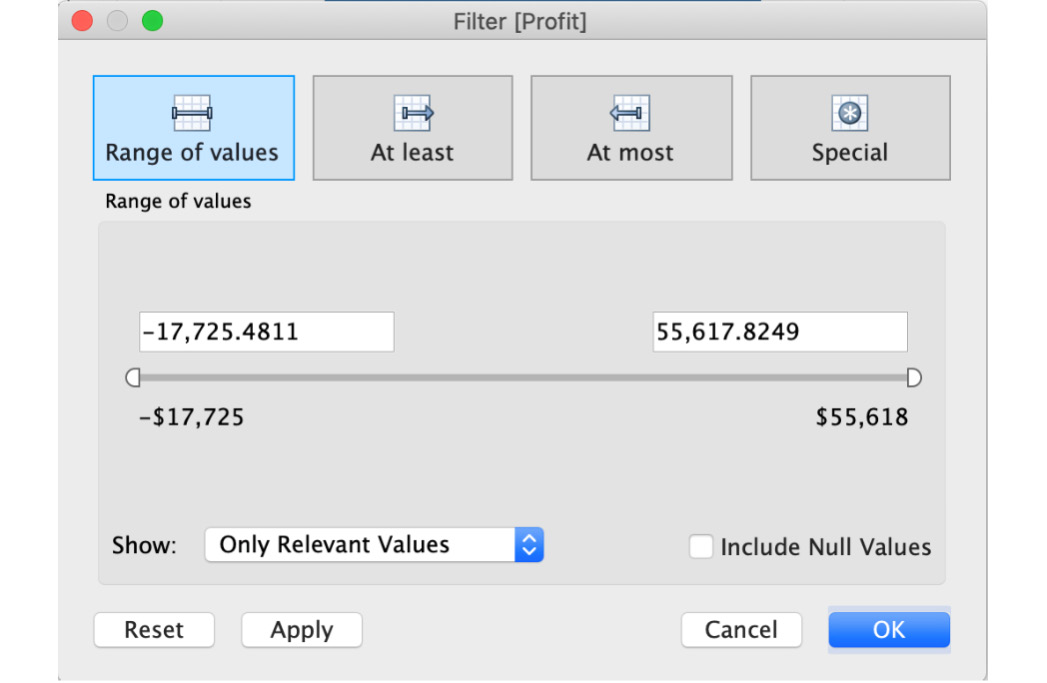 Filter [Profit]
Range of values
At least
At most
Special
Range of values
-17,725.4811
55,617.8249
-$17,725
$55,618
Show:
Only Relevant Values
Include Null Values
Reset
Apply
Cancel
OK